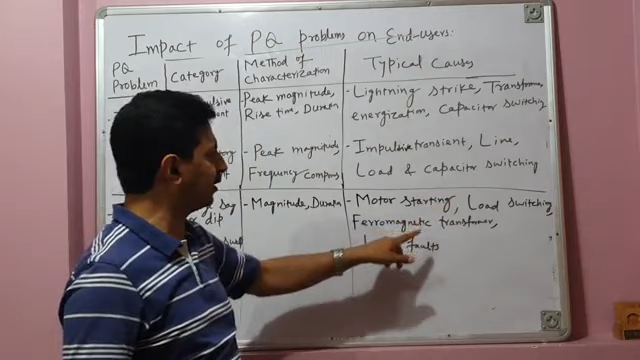 Impact of PQ problems on End-users:
PQ Problem
Category
Method of Characterization
Typical Causes
Peak magnitude, Rise time, Duration
- Lightning strike, Transformer
energization, Capacitor switching
- Peak magnitude,
Frequency
- Impulsive transient, Line,
Load & capacitor switching
sag
or dip
- Magnitude, Duration
- Motor starting, Load switching
Ferromagnetic transformer,
faults